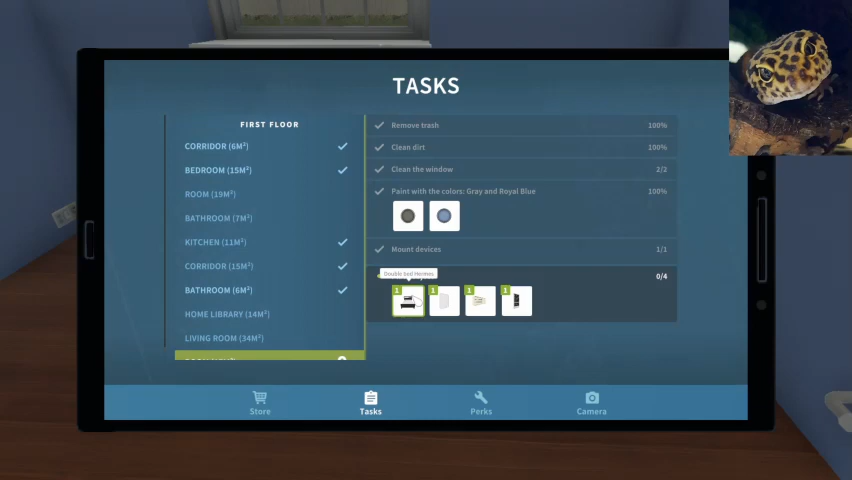 TASKS
FIRST FLOOR
CORRIDOR (6M²)
BEDROOM (15M²)
ROOM (19M²)
BATHROOM (7M²)
KITCHEN (11M²)
CORRIDOR (15M²)
BATHROOM (6M²)
HOME LIBRARY (14M²)
LIVING ROOM (34M²)
Remove trash 100%
Clean dirt 100%
Clean the window 2/2
Paint with the colors: Gray and Royal Blue 100%
Mount devices 1/1
Double bed Hermes
0/4
1 1 1 1
Store Tasks Perks Camera